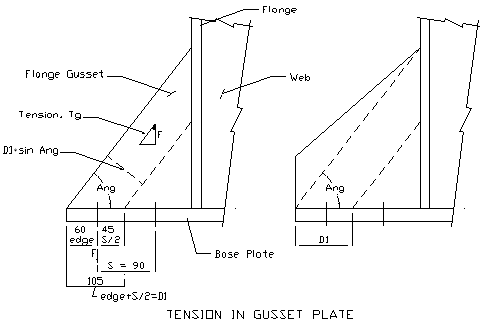 Flange
Flange Gusset
Web
Tension, Tg
F
D1*sin Ang
Ang
Ang
60
45
edge
S/2
F
S = 90
105
edge+S/2=D1
Base Plate
D1
TENSION IN GUSSET PLATE